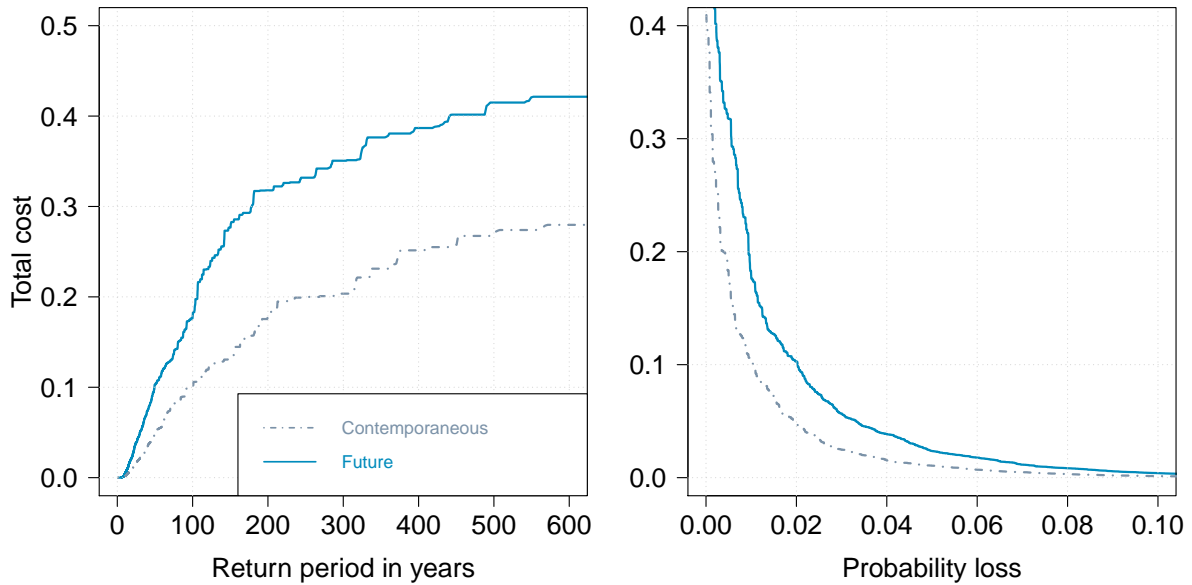 0.5
0.4
0.3
0.2
0.1
0.0
Total cost
0 100 200 300 400 500 600
Return period in years
Contemporaneous
Future
0.4
0.3
0.2
0.1
0.0
0.00 0.02 0.04 0.06 0.08 0.10
Probability loss